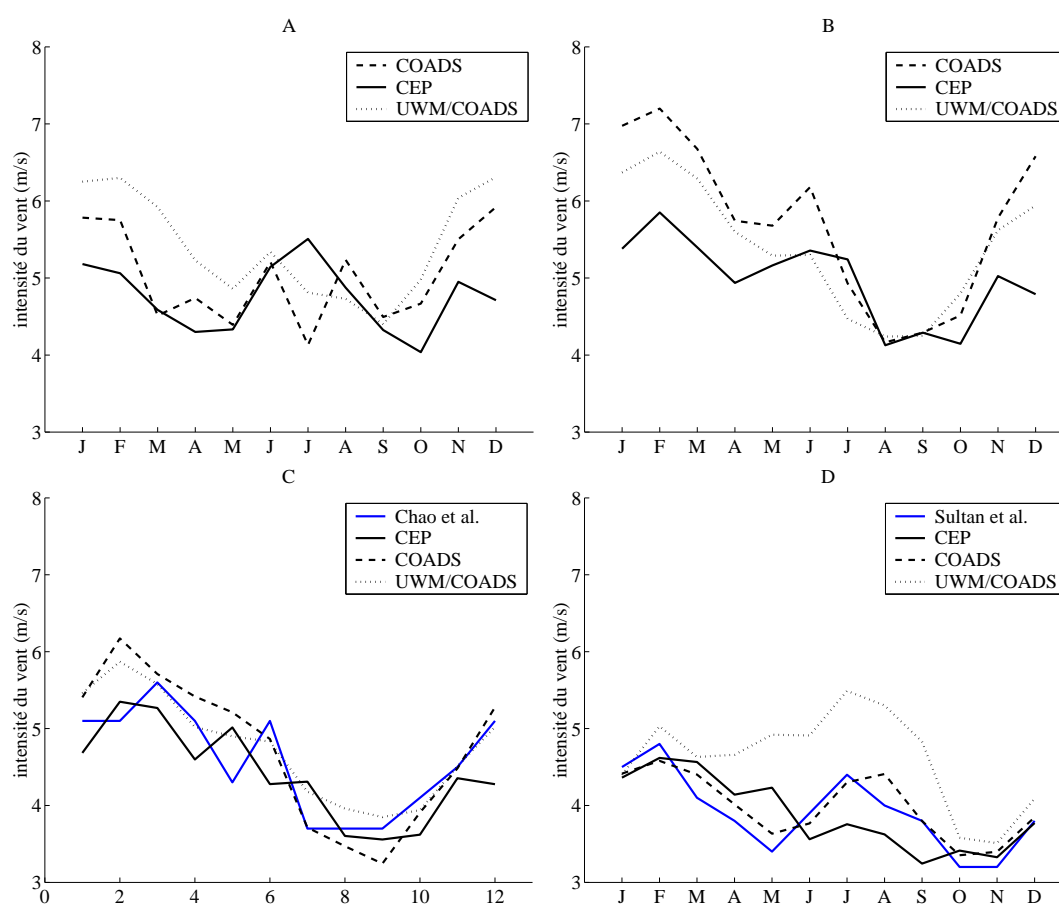 A
8
7
6
5
4
3
intensité du vent (m/s)
J F M A M J J A S O N D
COADS
CEP
UWM/COADS
B
8
7
6
5
4
3
intensité du vent (m/s)
J F M A M J J A S O N D
COADS
CEP
UWM/COADS
C
8
7
6
5
4
3
intensité du vent (m/s)
0 2 4 6 8 10 12
Chao et al.
CEP
COADS
UWM/COADS
D
8
7
6
5
4
3
intensité du vent (m/s)
J F M A M J J A S O N D
Sultan et al.
CEP
COADS
UWM/COADS